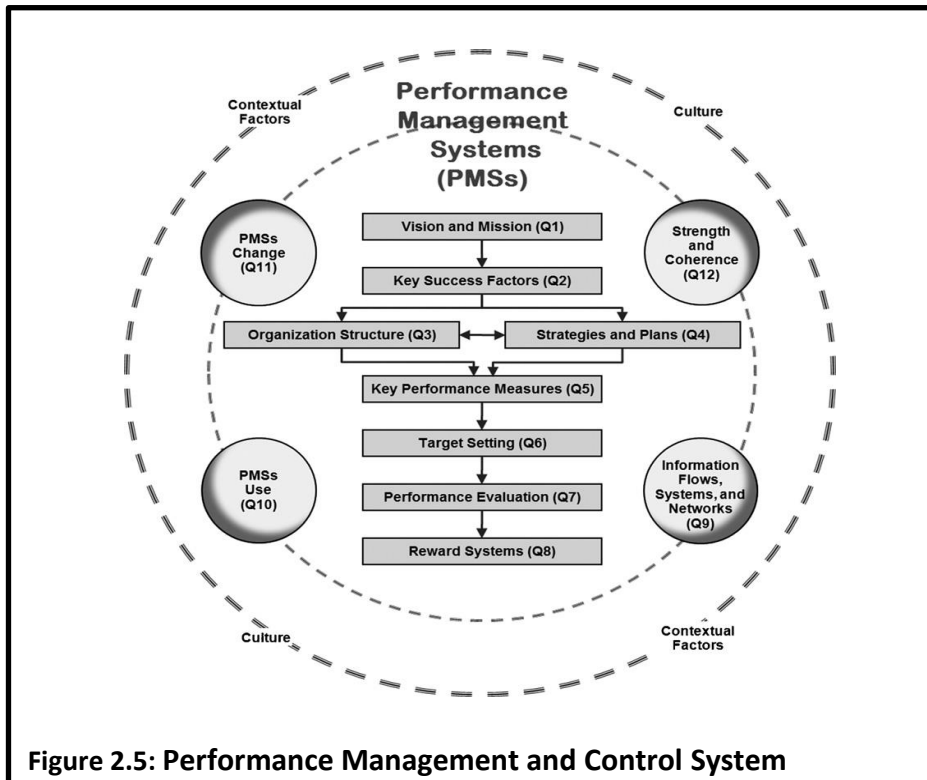 Performance
Management
Systems
(PMSs)
Contextual
Factors
Culture
Vision and Mission (Q1)
PMSs
Change
(Q11)
Strength
and
Coherence
(Q12)
Key Success Factors (Q2)
Organization Structure (Q3)
Strategies and Plans (Q4)
Key Performance Measures (Q5)
Target Setting (Q6)
PMSs
Use
(Q10)
Information
Flows,
Systems, and
Networks
(Q9)
Performance Evaluation (Q7)
Reward Systems (Q8)
Culture
Contextual
Factors
Figure 2.5: Performance Management and Control System